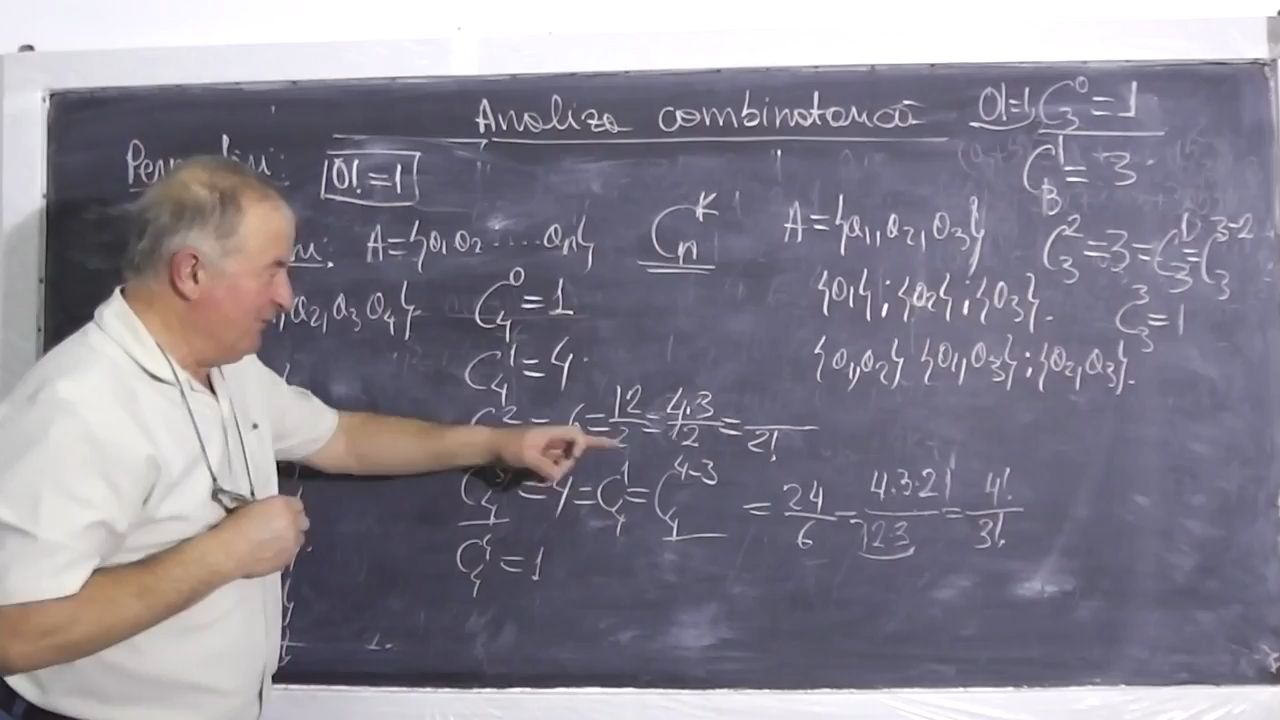 Analiza combinatorică
0!=1; C₃⁰=1
0!=1
C₃¹=3
A={a₁a₂.....aₙ}
Cₙᴷ
A={a₁,a₂,a₃}
C₃²=3=C₃¹=C₃³⁻²
a₂,a₃a₄}
C₄⁰=1
{a₁};{a₂};{a₃}.
C₃³=1
C₄¹=4
{a₁,a₂} {a₁,a₃};{a₂,a₃}.
=12/2=4·3/2= /2!
C₄³=4=C₄¹=C₄⁴⁻³ =24/6=4·3·2·1/1·2·3=4!/3!
C₄⁴=1